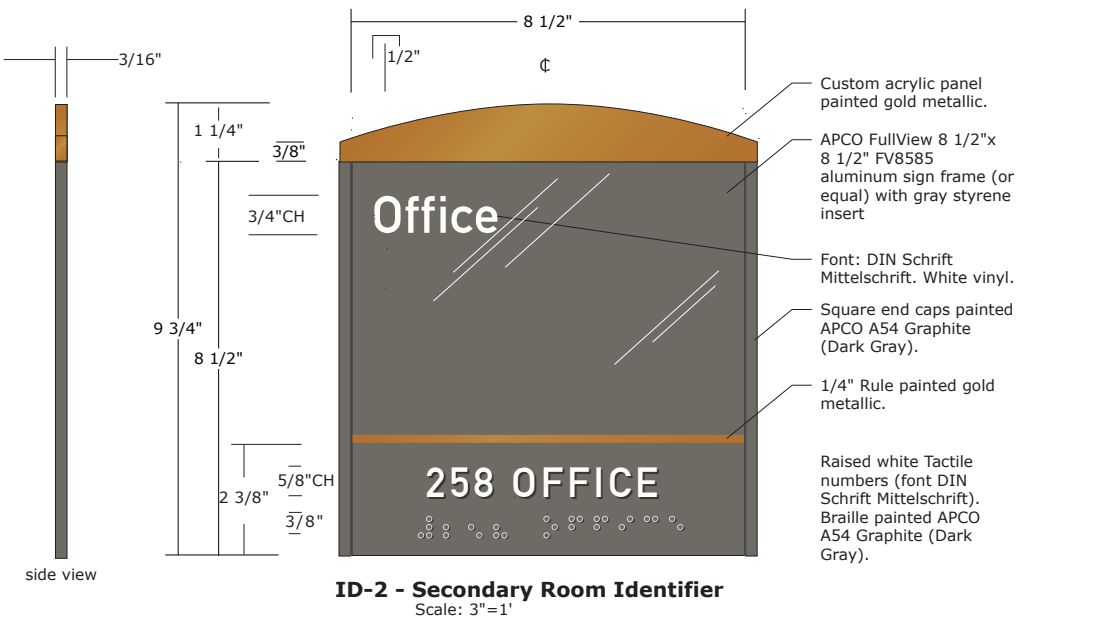 8 1/2"
3/16"
1/2"
℄
1 1/4"
3/8"
3/4"CH
9 3/4"
8 1/2"
5/8"CH
2 3/8"
3/8"
side view
Office
258 OFFICE
Custom acrylic panel
painted gold metallic.
APCO FullView 8 1/2"x
8 1/2" FV8585
aluminum sign frame (or
equal) with gray styrene
insert
Font: DIN Schrift
Mittelschrift. White vinyl.
Square end caps painted
APCO A54 Graphite
(Dark Gray).
1/4" Rule painted gold
metallic.
Raised white Tactile
numbers (font DIN
Schrift Mittelschrift).
Braille painted APCO
A54 Graphite (Dark
Gray).
ID-2 - Secondary Room Identifier
Scale: 3"=1'